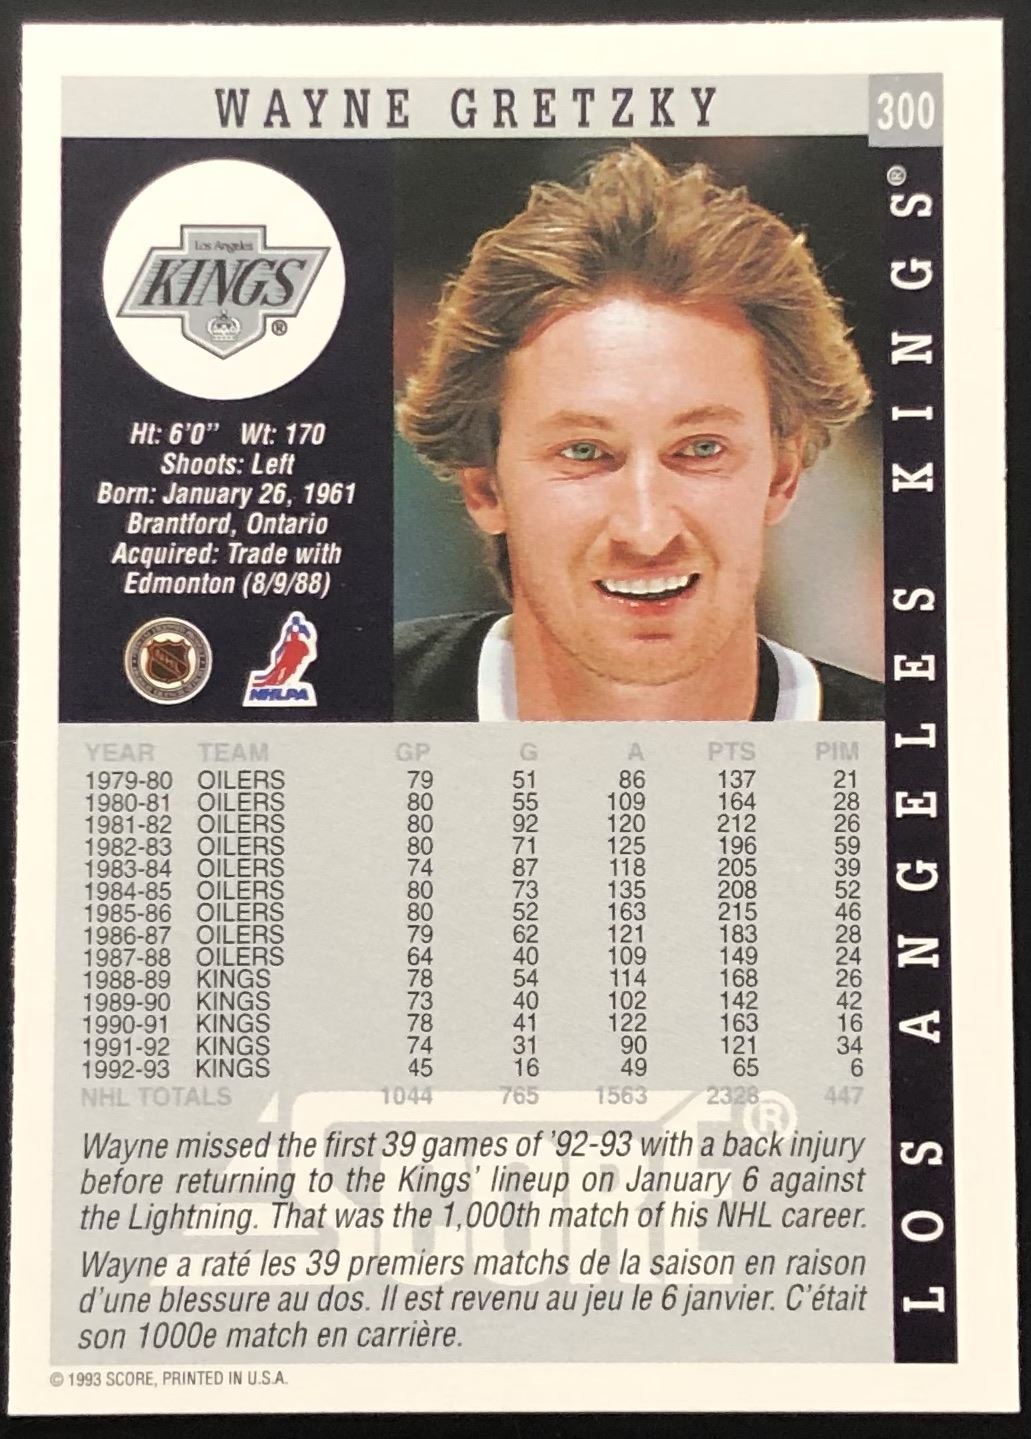 WAYNE GRETZKY
300
Los Angeles
KINGS®
Ht: 6'0" Wt: 170
Shoots: Left
Born: January 26, 1961
Brantford, Ontario
Acquired: Trade with
Edmonton (8/9/88)
NHL
NHLPA
LOS ANGELES KINGS®
YEAR TEAM GP G A PTS PIM
1979-80 OILERS 79 51 86 137 21
1980-81 OILERS 80 55 109 164 28
1981-82 OILERS 80 92 120 212 26
1982-83 OILERS 80 71 125 196 59
1983-84 OILERS 74 87 118 205 39
1984-85 OILERS 80 73 135 208 52
1985-86 OILERS 80 52 163 215 46
1986-87 OILERS 79 62 121 183 28
1987-88 OILERS 64 40 109 149 24
1988-89 KINGS 78 54 114 168 26
1989-90 KINGS 73 40 102 142 42
1990-91 KINGS 78 41 122 163 16
1991-92 KINGS 74 31 90 121 34
1992-93 KINGS 45 16 49 65 6
NHL TOTALS 1044 765 1563 2328 447
SCORE®
Wayne missed the first 39 games of '92-93 with a back injury
before returning to the Kings' lineup on January 6 against
the Lightning. That was the 1,000th match of his NHL career.
Wayne a raté les 39 premiers matchs de la saison en raison
d'une blessure au dos. Il est revenu au jeu le 6 janvier. C'était
son 1000e match en carrière.
© 1993 SCORE, PRINTED IN U.S.A.